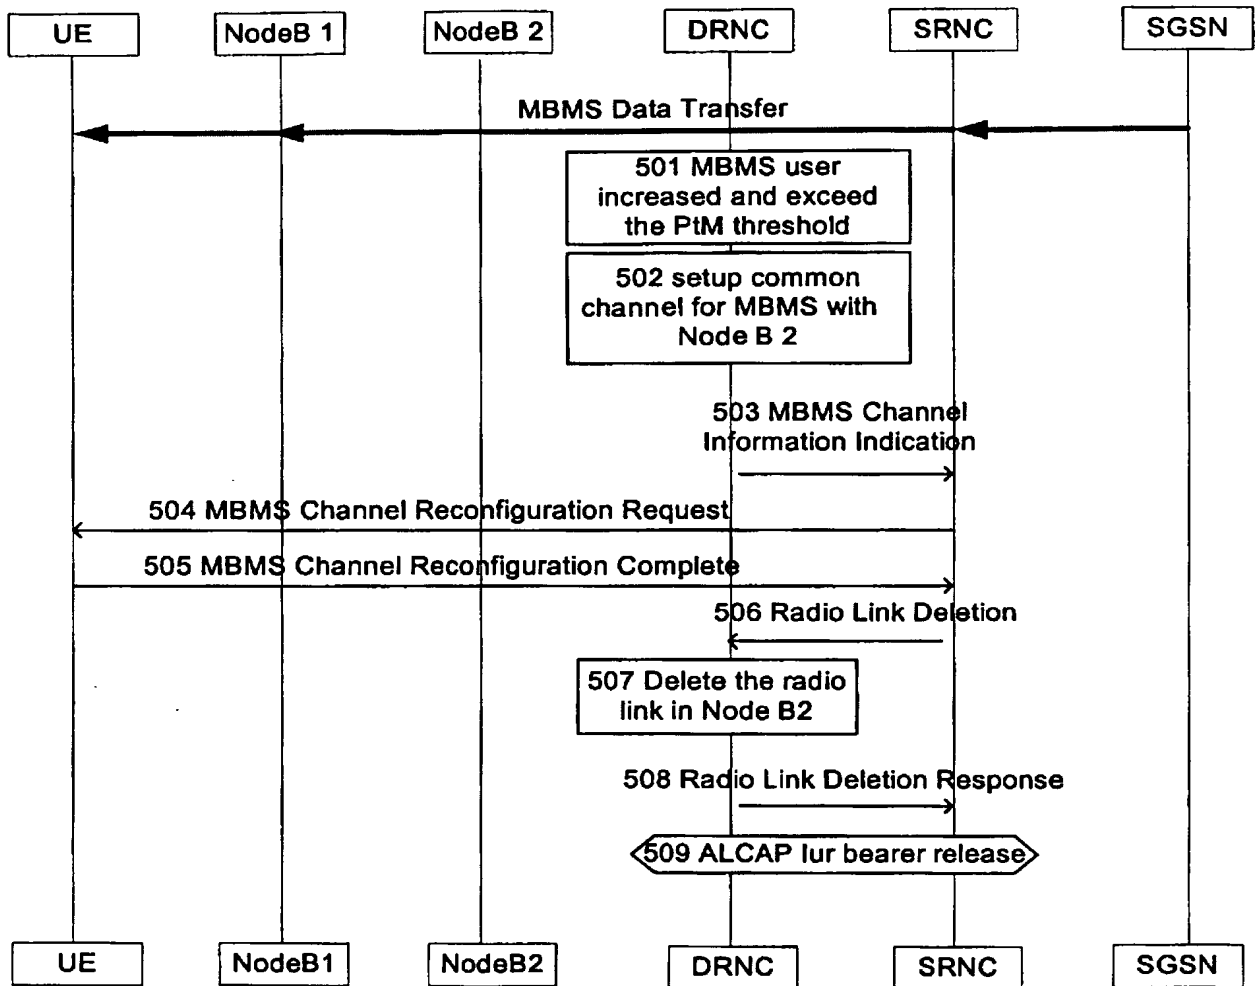 UE
NodeB 1
NodeB 2
DRNC
SRNC
SGSN
MBMS Data Transfer
501 MBMS user
increased and exceed
the PtM threshold
502 setup common
channel for MBMS with
Node B 2
503 MBMS Channel
Information Indication
504 MBMS Channel Reconfiguration Request
505 MBMS Channel Reconfiguration Complete
506 Radio Link Deletion
507 Delete the radio
link in Node B2
508 Radio Link Deletion Response
509 ALCAP Iur bearer release
UE
NodeB1
NodeB2
DRNC
SRNC
SGSN